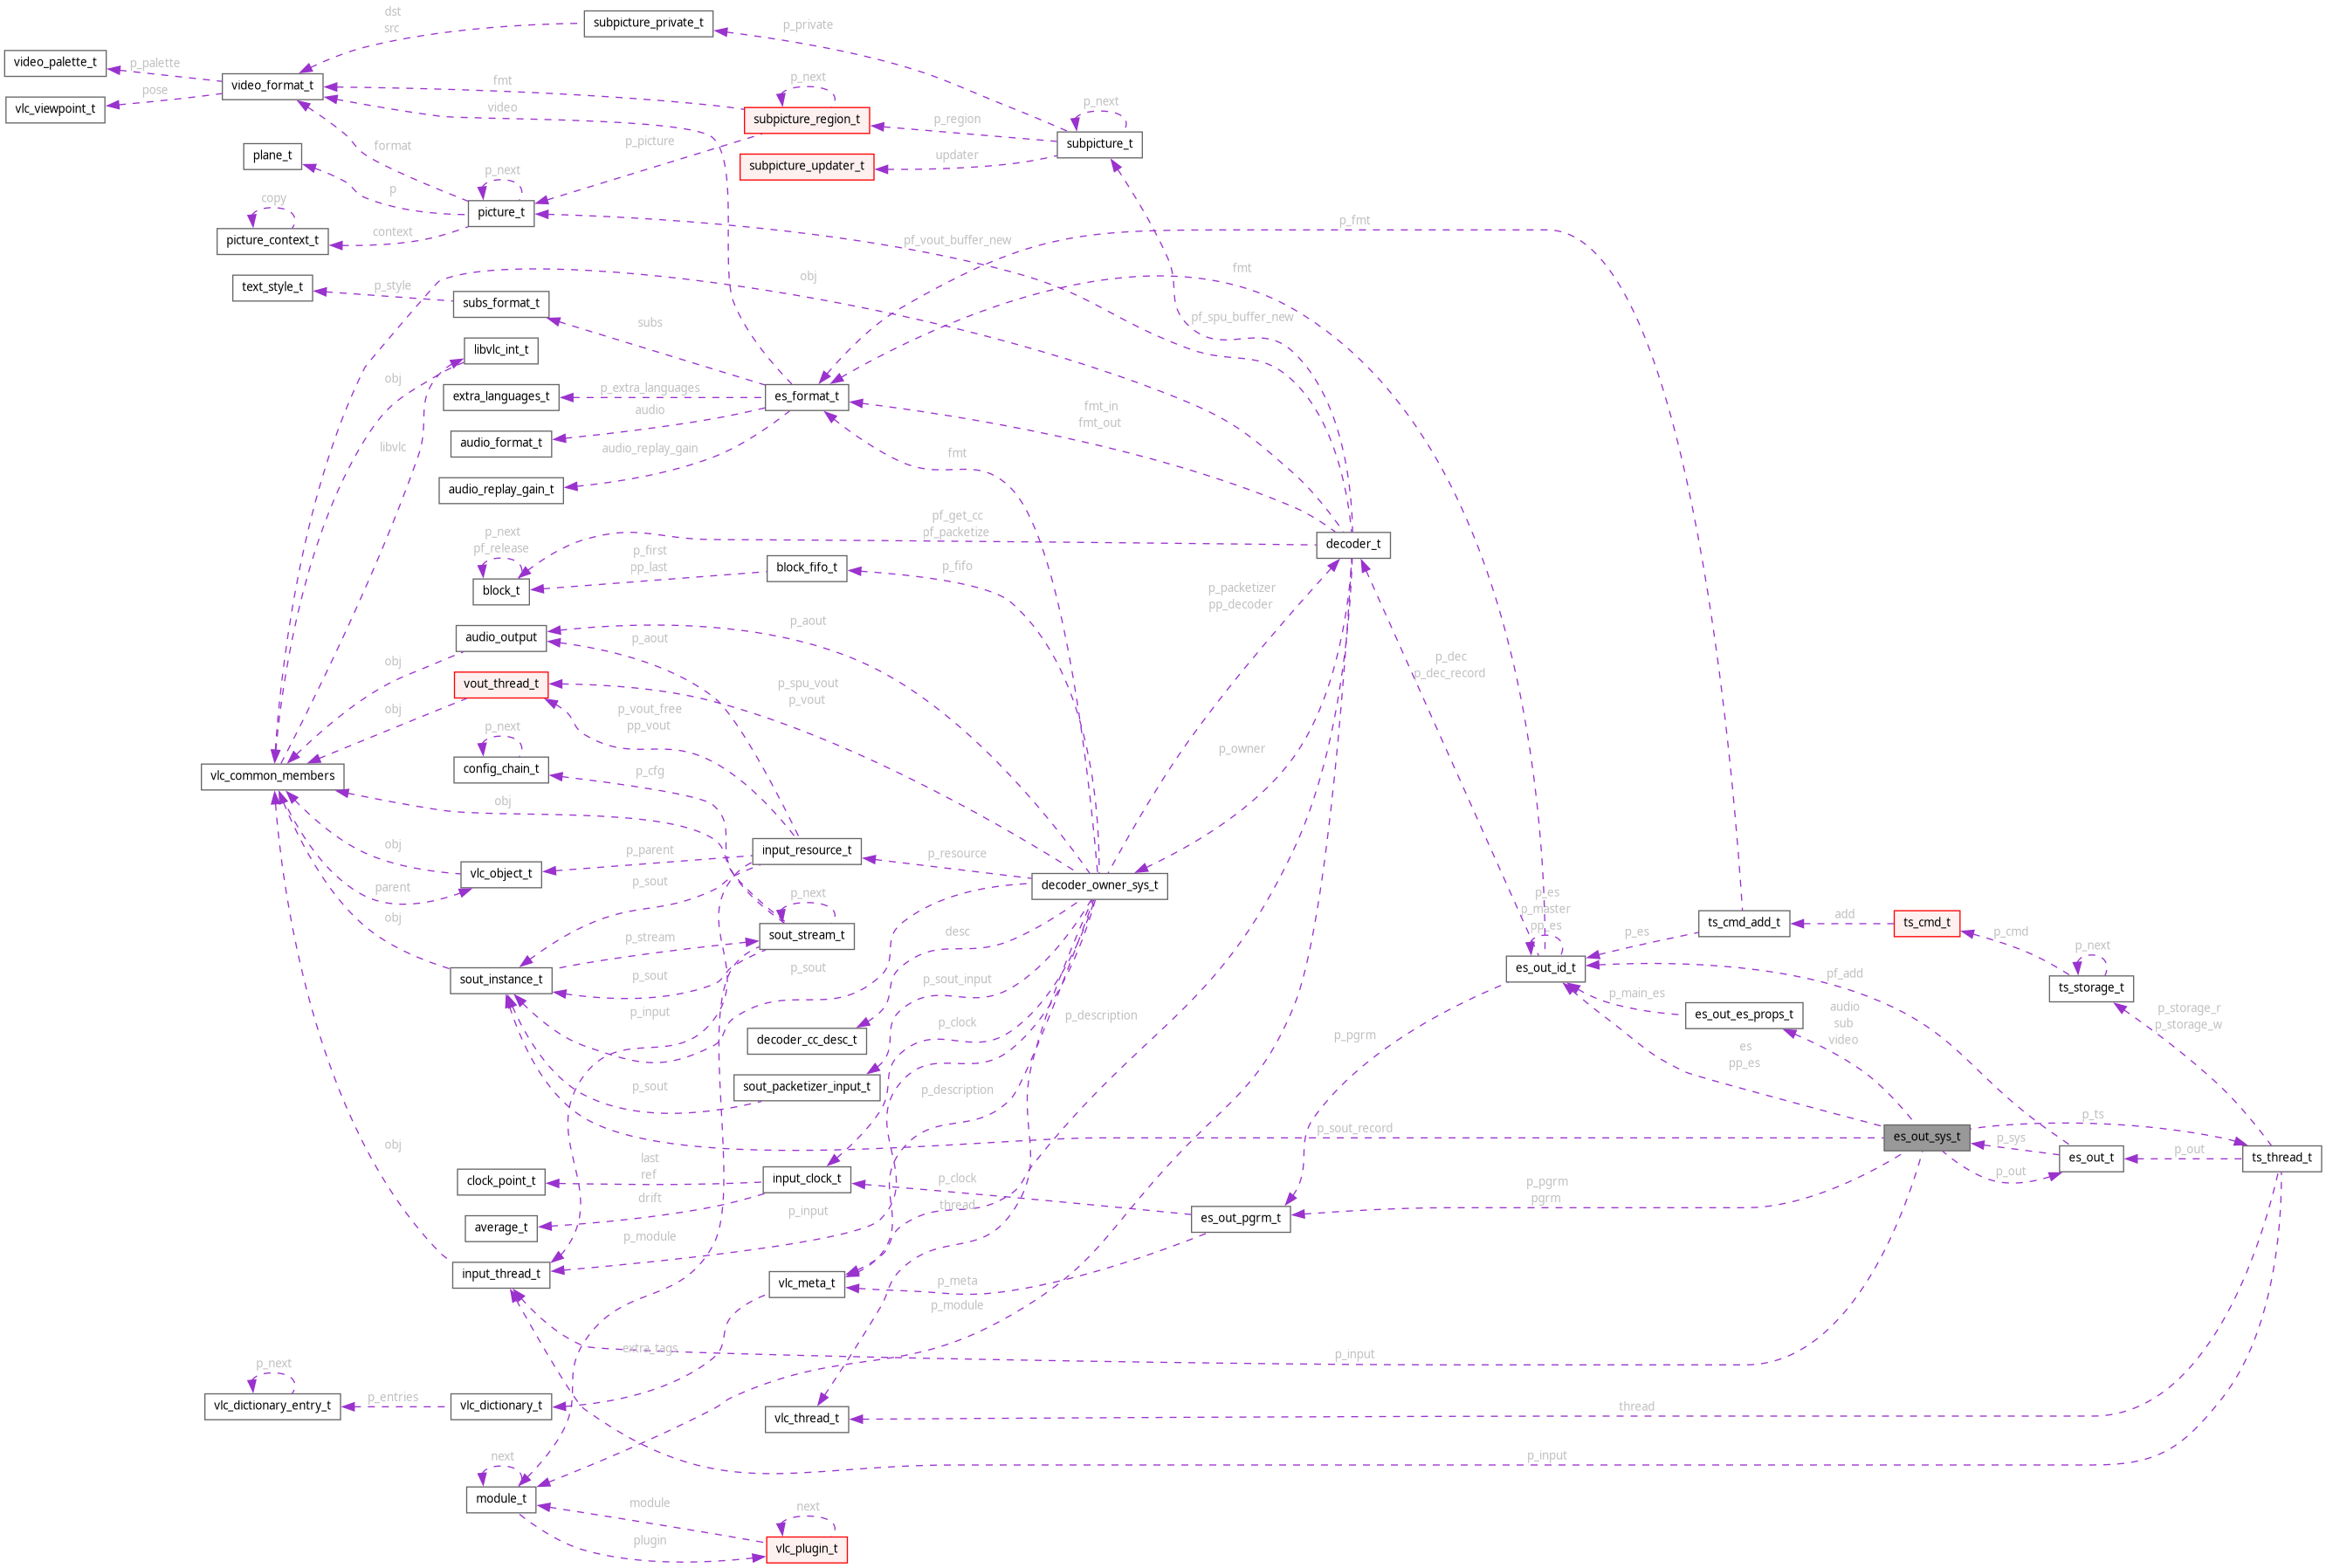 dst
src
subpicture_private_t
p_private
video_palette_t
p_palette
video_format_t
fmt
p_next
vlc_viewpoint_t
pose
video
subpicture_region_t
p_region
p_next
subpicture_t
plane_t
format
p_picture
subpicture_updater_t
updater
p
p_next
copy
picture_t
picture_context_t
context
pf_vout_buffer_new
p_fmt
text_style_t
p_style
subs_format_t
obj
fmt
subs
pf_spu_buffer_new
libvlc_int_t
obj
extra_languages_t
p_extra_languages
es_format_t
audio
fmt_in
fmt_out
libvlc
audio_format_t
audio_replay_gain
fmt
audio_replay_gain_t
p_next
pf_release
pf_get_cc
pf_packetize
decoder_t
p_first
pp_last
block_fifo_t
p_fifo
block_t
p_packetizer
pp_decoder
audio_output
p_aout
p_aout
obj
vout_thread_t
p_spu_vout
p_vout
p_dec
p_dec_record
obj
p_vout_free
pp_vout
p_next
config_chain_t
p_cfg
p_owner
vlc_common_members
obj
obj
input_resource_t
p_parent
p_resource
vlc_object_t
parent
p_sout
p_next
decoder_owner_sys_t
p_es
p_master
pp_es
obj
sout_stream_t
desc
ts_cmd_add_t
add
ts_cmd_t
p_stream
p_es
p_cmd
p_next
sout_instance_t
p_sout
p_sout
p_sout_input
es_out_id_t
pf_add
ts_storage_t
p_input
decoder_cc_desc_t
p_clock
p_description
p_main_es
es_out_es_props_t
audio
sub
video
p_storage_r
p_storage_w
p_pgrm
es
pp_es
sout_packetizer_input_t
p_sout
p_description
p_sout_record
es_out_sys_t
p_ts
p_sys
es_out_t
p_out
ts_thread_t
obj
last
ref
clock_point_t
input_clock_t
p_clock
p_out
drift
p_pgrm
pgrm
average_t
p_input
thread
es_out_pgrm_t
p_module
input_thread_t
vlc_meta_t
p_meta
p_module
extra_tags
p_input
p_next
vlc_dictionary_entry_t
p_entries
vlc_dictionary_t
vlc_thread_t
thread
next
p_input
module_t
module
next
plugin
vlc_plugin_t